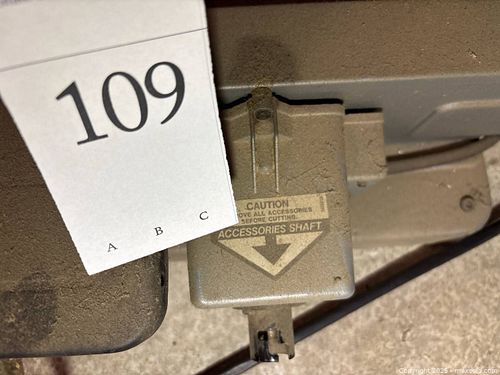 109
A B C
CAUTION
OVE ALL ACCESSORIES
BEFORE CUTTING.
ACCESSORIES SHAFT